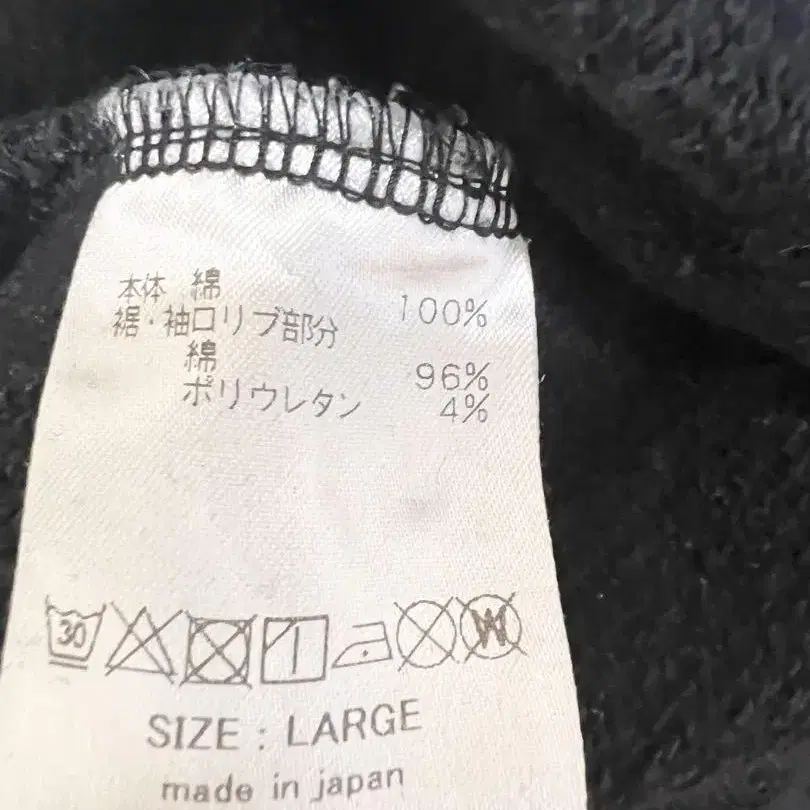 本体 綿 100%
裾・袖口リブ部分
綿 96%
ポリウレタン 4%
30
W
SIZE : LARGE
made in japan